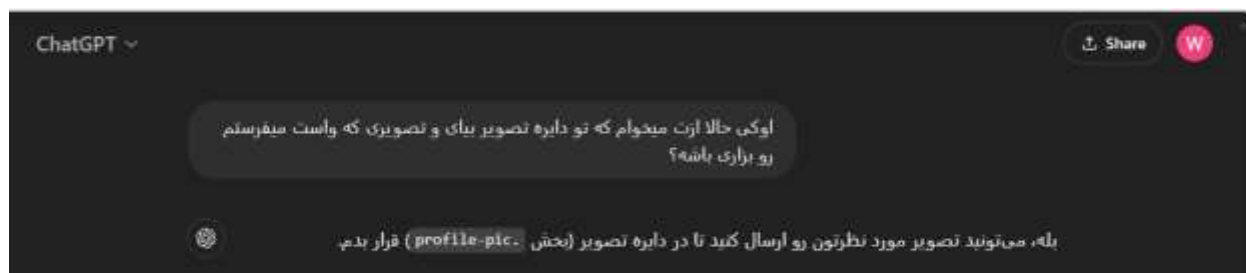 ChatGPT
Share
W
اوکی حالا ازت میخوام که تو دایره تصویر بیای و تصویری که واست میفرستم
رو بزاری باشه؟
بله، می‌تونید تصویر مورد نظرتون رو ارسال کنید تا در دایره تصویر (بخش .profile-pic) قرار بدم.